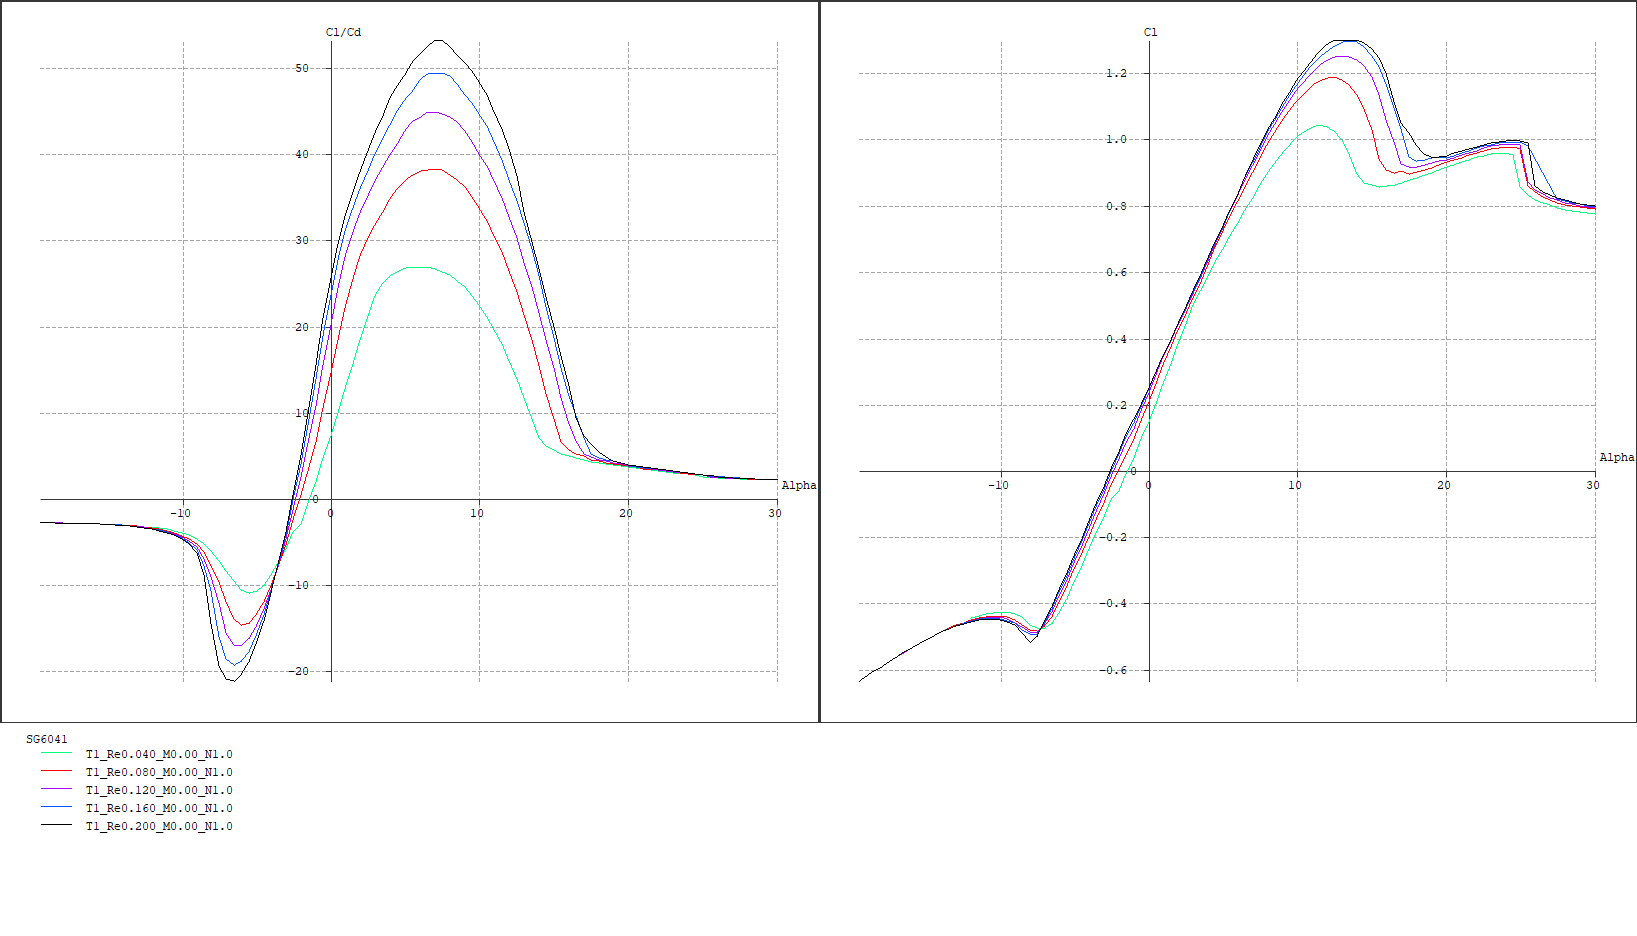 Cl/Cd
50
40
30
20
10
0
-10
-20
-10
0
10
20
30
Alpha
Cl
1.2
1.0
0.8
0.6
0.4
0.2
0
-0.2
-0.4
-0.6
-10
0
10
20
30
Alpha
SG6041
T1_Re0.040_M0.00_N1.0
T1_Re0.080_M0.00_N1.0
T1_Re0.120_M0.00_N1.0
T1_Re0.160_M0.00_N1.0
T1_Re0.200_M0.00_N1.0